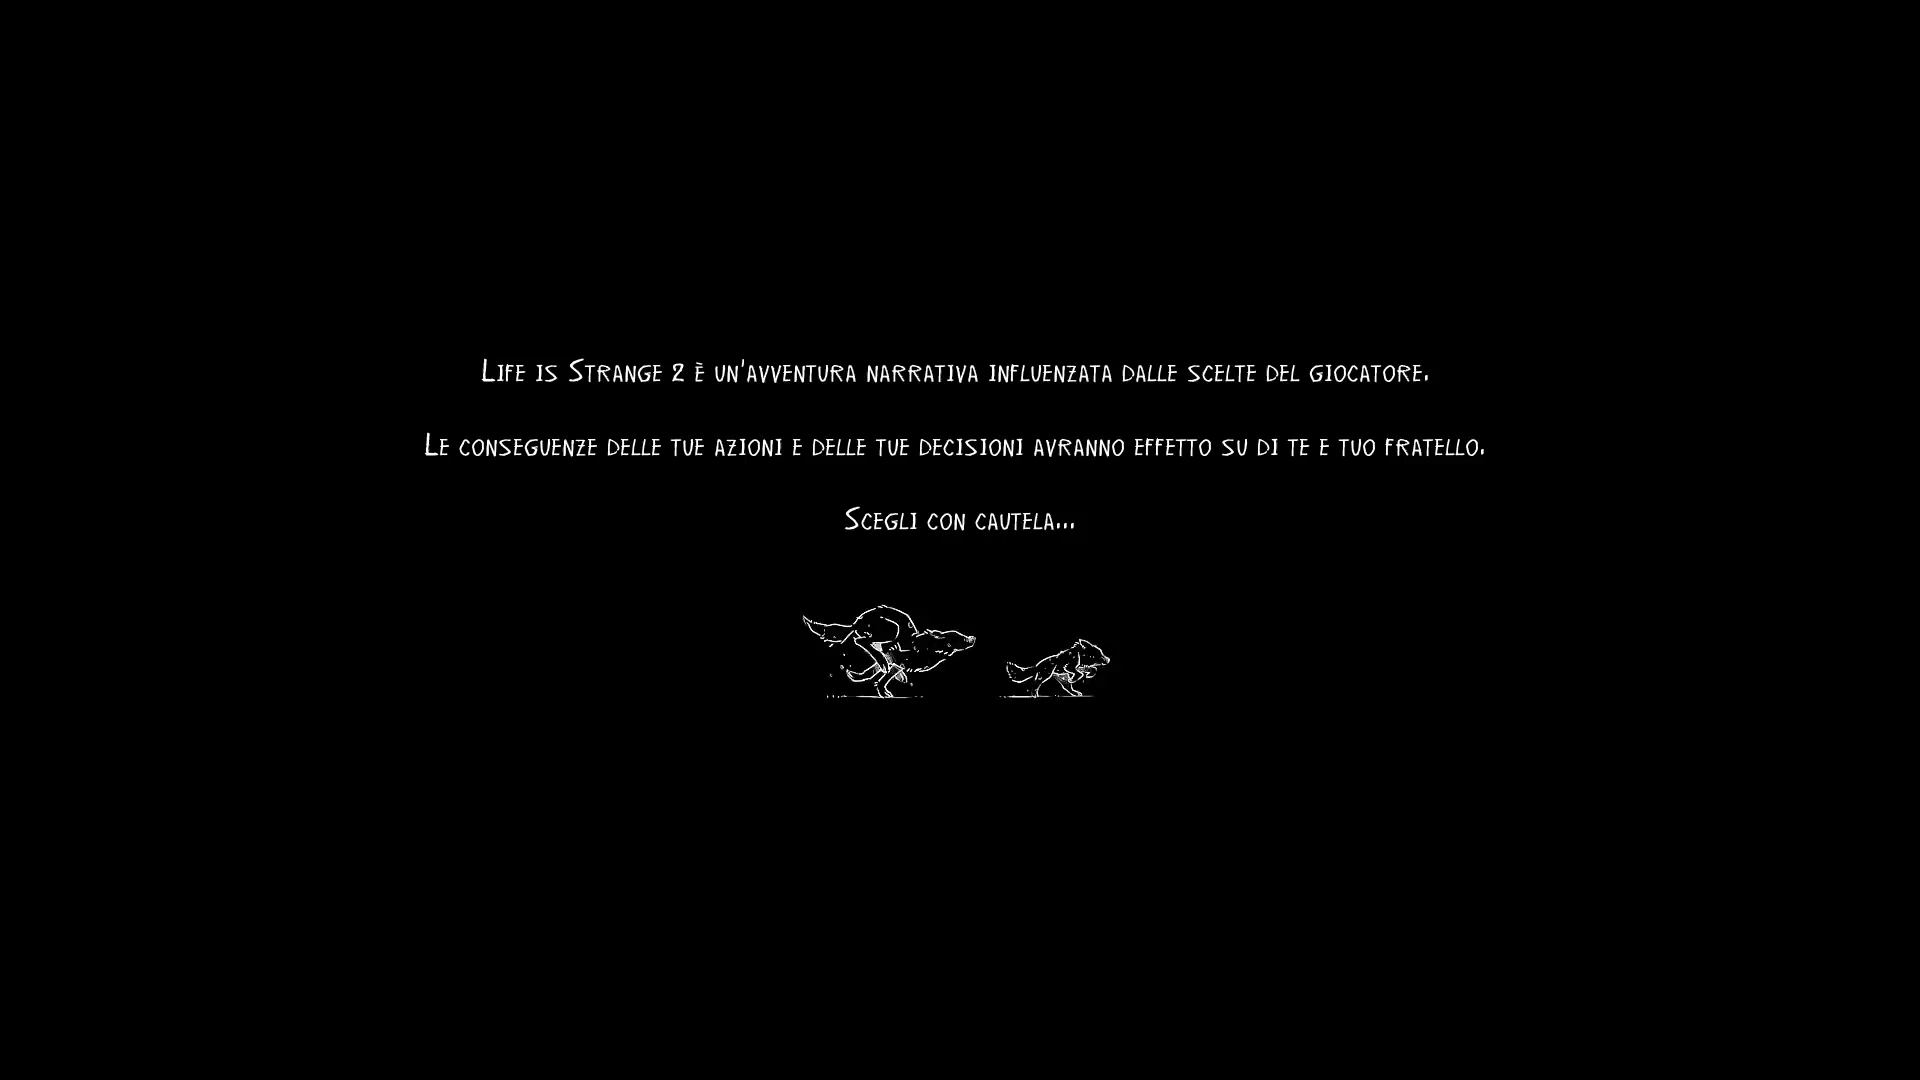 Life is Strange 2 è un'avventura narrativa influenzata dalle scelte del giocatore.
Le conseguenze delle tue azioni e delle tue decisioni avranno effetto su di te e tuo fratello.
Scegli con cautela...